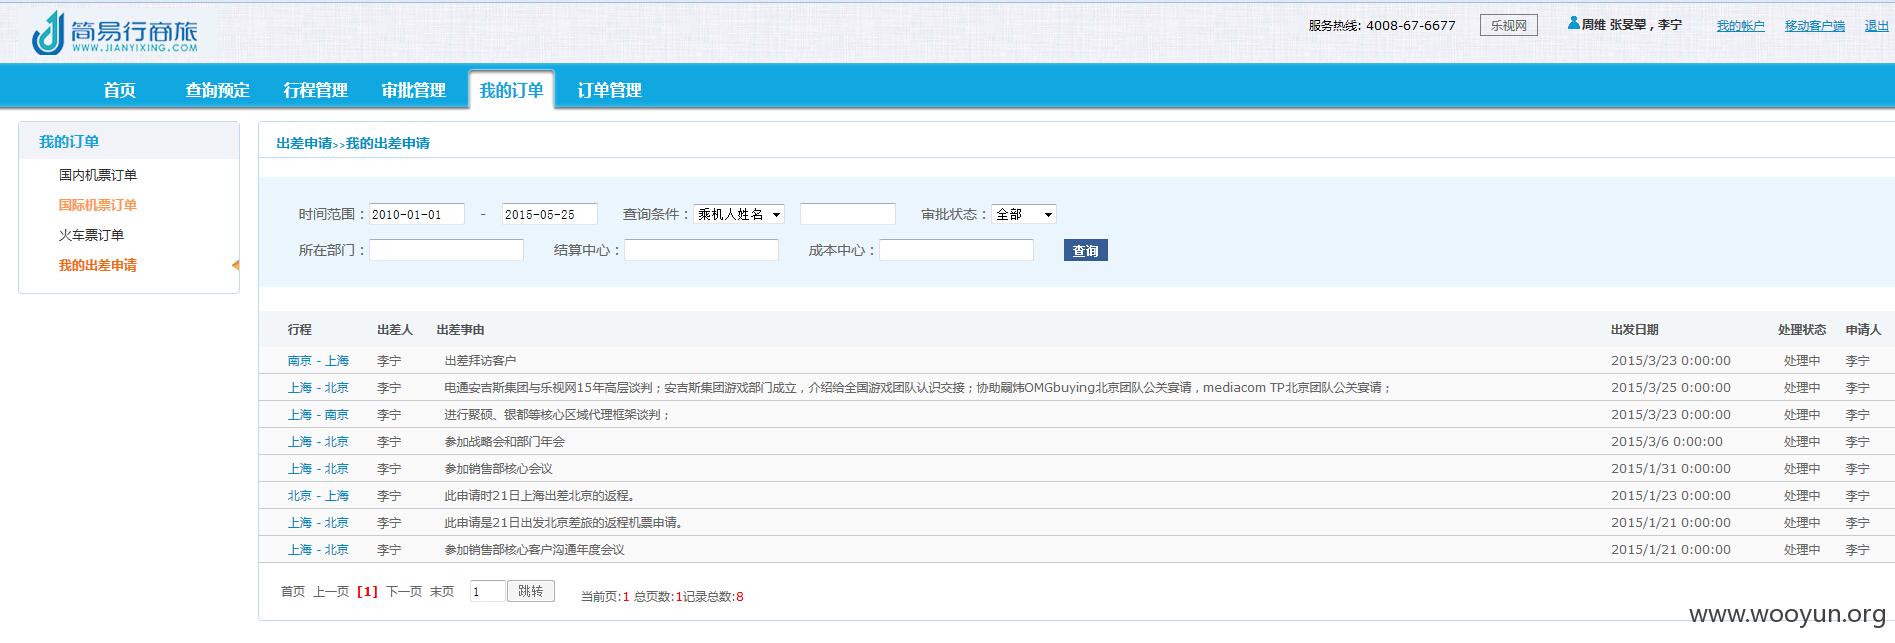 简易行商旅
WWW.JIANYIXING.COM
服务热线: 4008-67-6677 乐视网 周维 张旻翚 , 李宁 我的帐户 移动客户端 退出
首页 查询预定 行程管理 审批管理 我的订单 订单管理
我的订单
国内机票订单
国际机票订单
火车票订单
我的出差申请
出差申请>>我的出差申请
时间范围： 2010-01-01 - 2015-05-25 查询条件： 乘机人姓名 审批状态： 全部
所在部门： 结算中心： 成本中心： 查询
行程 出差人 出差事由 出发日期 处理状态 申请人
南京 - 上海 李宁 出差拜访客户 2015/3/23 0:00:00 处理中 李宁
上海 - 北京 李宁 电通安吉斯集团与乐视网15年高层谈判；安吉斯集团游戏部门成立，介绍给全国游戏团队认识交接；协助嗣炜OMGbuying北京团队公关宴请，mediacom TP北京团队公关宴请； 2015/3/25 0:00:00 处理中 李宁
上海 - 南京 李宁 进行聚硕、银都等核心区域代理框架谈判； 2015/3/23 0:00:00 处理中 李宁
上海 - 北京 李宁 参加战略会和部门年会 2015/3/6 0:00:00 处理中 李宁
上海 - 北京 李宁 参加销售部核心会议 2015/1/31 0:00:00 处理中 李宁
北京 - 上海 李宁 此申请时21日上海出差北京的返程。 2015/1/23 0:00:00 处理中 李宁
上海 - 北京 李宁 此申请是21日出发北京差旅的返程机票申请。 2015/1/21 0:00:00 处理中 李宁
上海 - 北京 李宁 参加销售部核心客户沟通年度会议 2015/1/21 0:00:00 处理中 李宁
首页 上一页 [1] 下一页 末页 1 跳转 当前页:1 总页数:1记录总数:8
www.wooyun.org